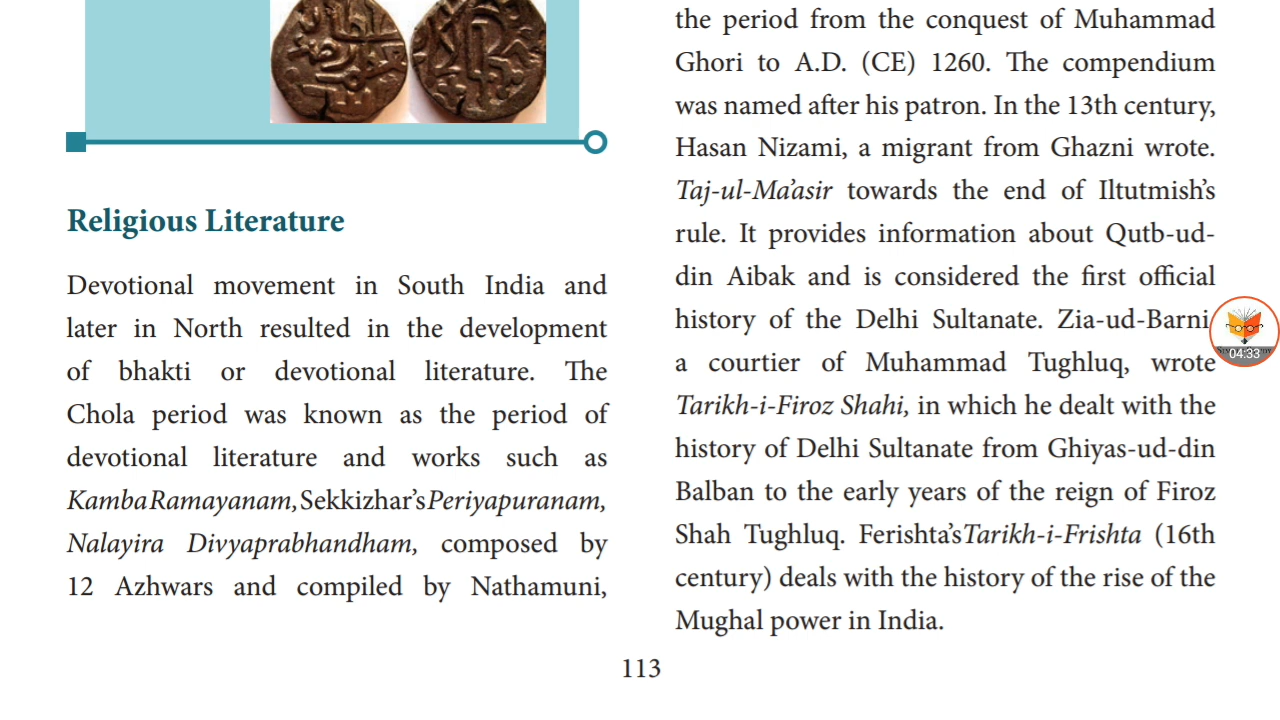 Religious Literature
Devotional movement in South India and
later in North resulted in the development
of bhakti or devotional literature. The
Chola period was known as the period of
devotional literature and works such as
Kamba Ramayanam, Sekkizhar’s Periyapuranam,
Nalayira Divyaprabhandham, composed by
12 Azhwars and compiled by Nathamuni,
the period from the conquest of Muhammad
Ghori to A.D. (CE) 1260. The compendium
was named after his patron. In the 13th century,
Hasan Nizami, a migrant from Ghazni wrote.
Taj-ul-Ma’asir towards the end of Iltutmish’s
rule. It provides information about Qutb-ud-
din Aibak and is considered the first official
history of the Delhi Sultanate. Zia-ud-Barni,
a courtier of Muhammad Tughluq, wrote
Tarikh-i-Firoz Shahi, in which he dealt with the
history of Delhi Sultanate from Ghiyas-ud-din
Balban to the early years of the reign of Firoz
Shah Tughluq. Ferishta’s Tarikh-i-Frishta (16th
century) deals with the history of the rise of the
Mughal power in India.
04:33
113